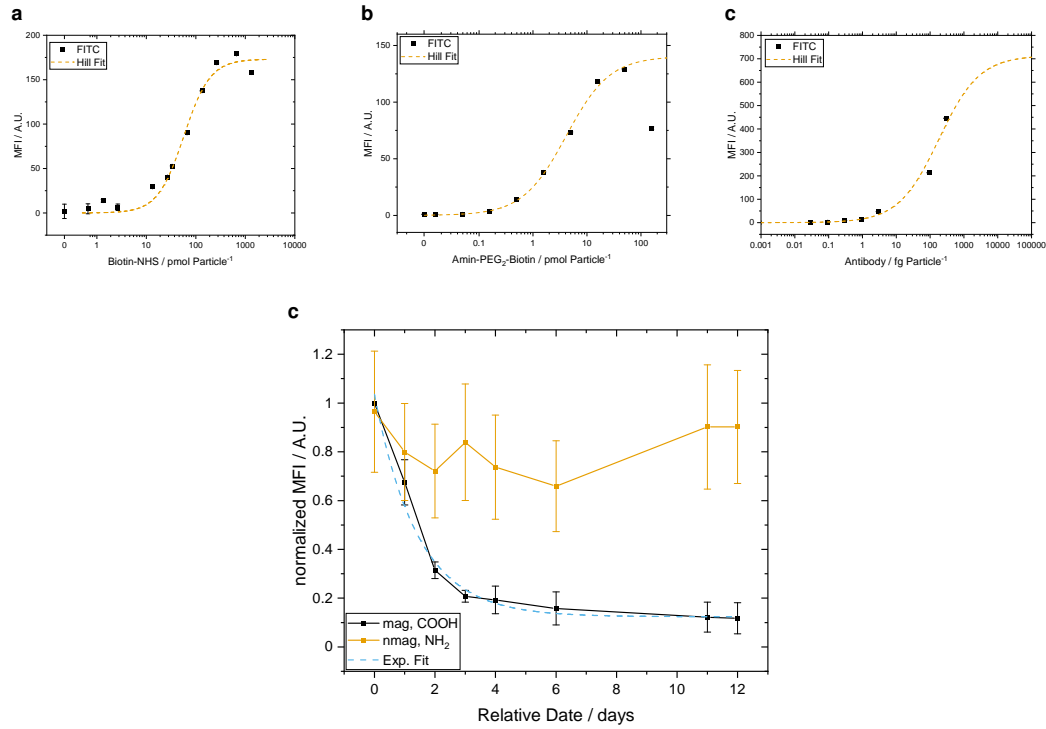 a
MFI / A.U.
200
175
150
125
100
75
50
25
0
FITC
Hill Fit
0 1 10 100 1000 10000
Biotin-NHS / pmol Particle⁻¹
b
MFI / A.U.
150
100
50
0
FITC
Hill Fit
0 0.1 1 10 100
Amin-PEG₂-Biotin / pmol Particle⁻¹
c
MFI / A.U.
800
700
600
500
400
300
200
100
0
FITC
Hill Fit
0.001 0.01 0.1 1 10 100 1000 10000 100000
Antibody / fg Particle⁻¹
c
normalized MFI / A.U.
1.2
1
0.8
0.6
0.4
0.2
0
mag, COOH
nmag, NH₂
Exp. Fit
0 2 4 6 8 10 12
Relative Date / days